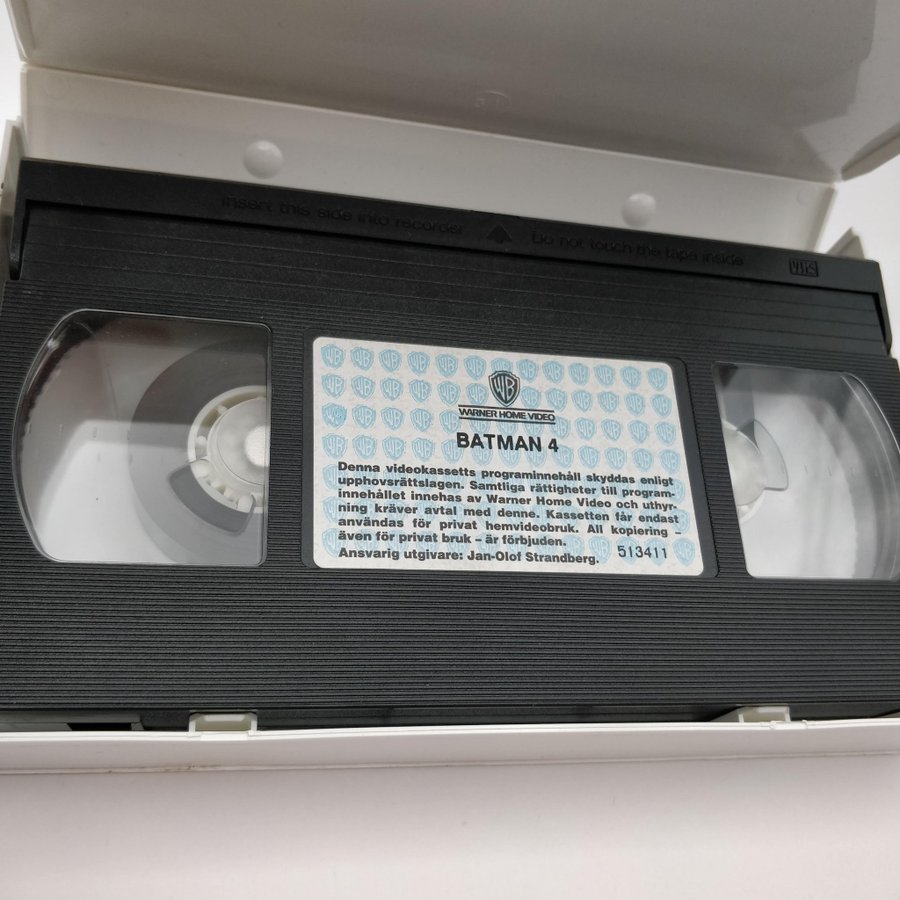 Insert this side into recorder Do not touch the tape inside VHS
WB
WARNER HOME VIDEO
BATMAN 4
Denna videokassetts programinnehåll skyddas enligt
upphovsrättslagen. Samtliga rättigheter till program-
innehållet innehas av Warner Home Video och uthyr-
ning kräver avtal med denne. Kassetten får endast
användas för privat hemvideobruk. All kopiering –
även för privat bruk – är förbjuden.
Ansvarig utgivare: Jan-Olof Strandberg. 513411